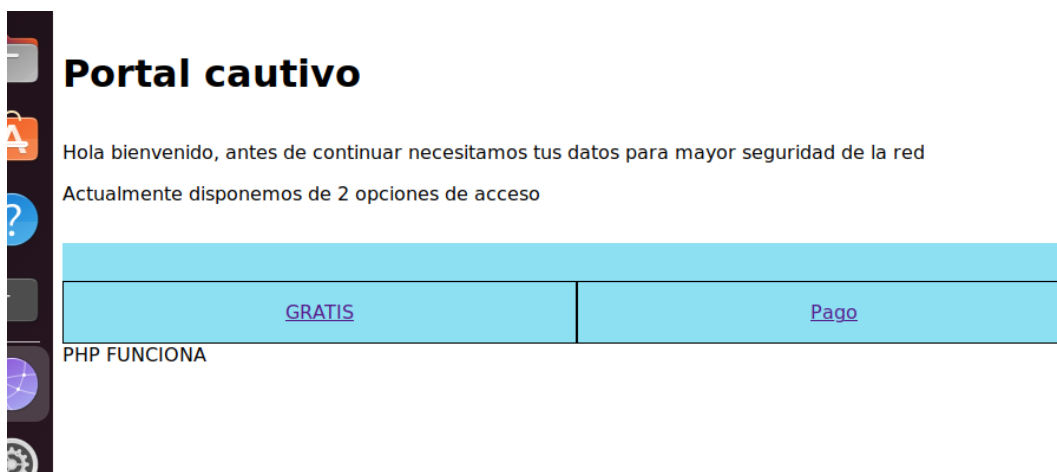 Portal cautivo
Hola bienvenido, antes de continuar necesitamos tus datos para mayor seguridad de la red
Actualmente disponemos de 2 opciones de acceso
GRATIS Pago
PHP FUNCIONA